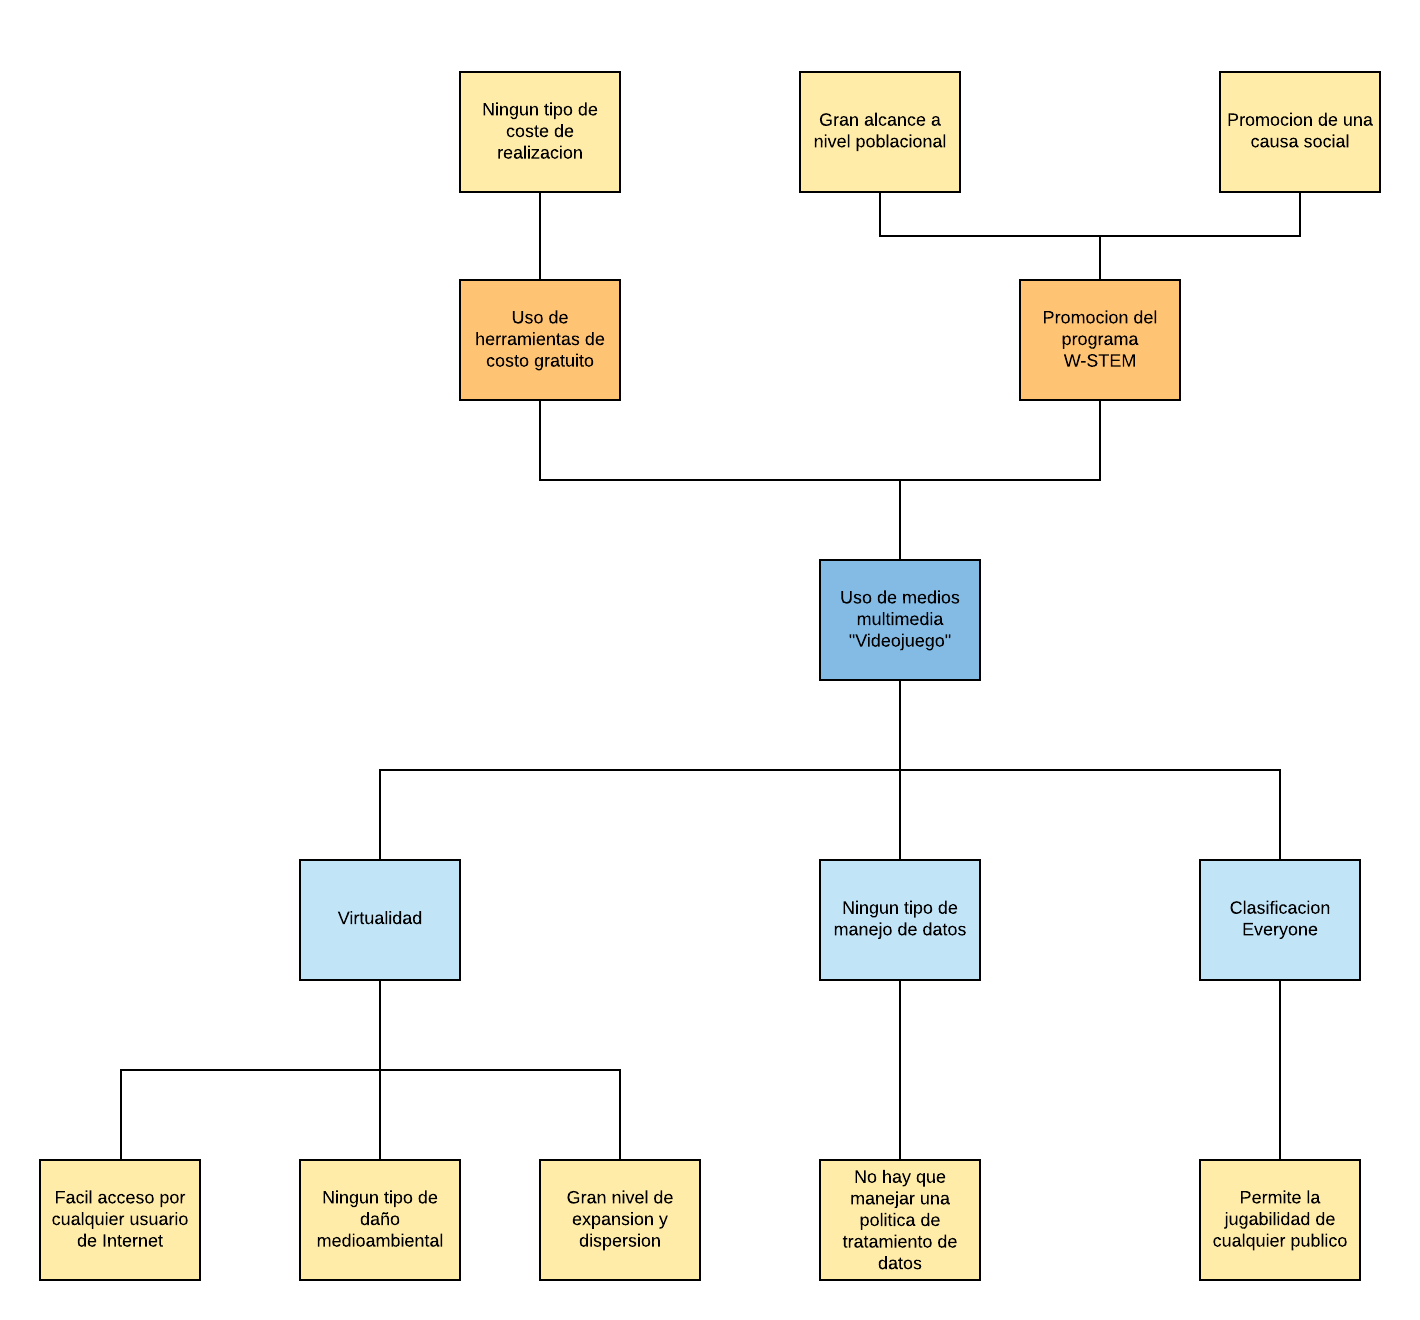 Ningun tipo de
coste de
realizacion
Gran alcance a
nivel poblacional
Promocion de una
causa social
Uso de
herramientas de
costo gratuito
Promocion del
programa
W-STEM
Uso de medios
multimedia
"Videojuego"
Virtualidad
Ningun tipo de
manejo de datos
Clasificacion
Everyone
Facil acceso por
cualquier usuario
de Internet
Ningun tipo de
daño
medioambiental
Gran nivel de
expansion y
dispersion
No hay que
manejar una
politica de
tratamiento de
datos
Permite la
jugabilidad de
cualquier publico